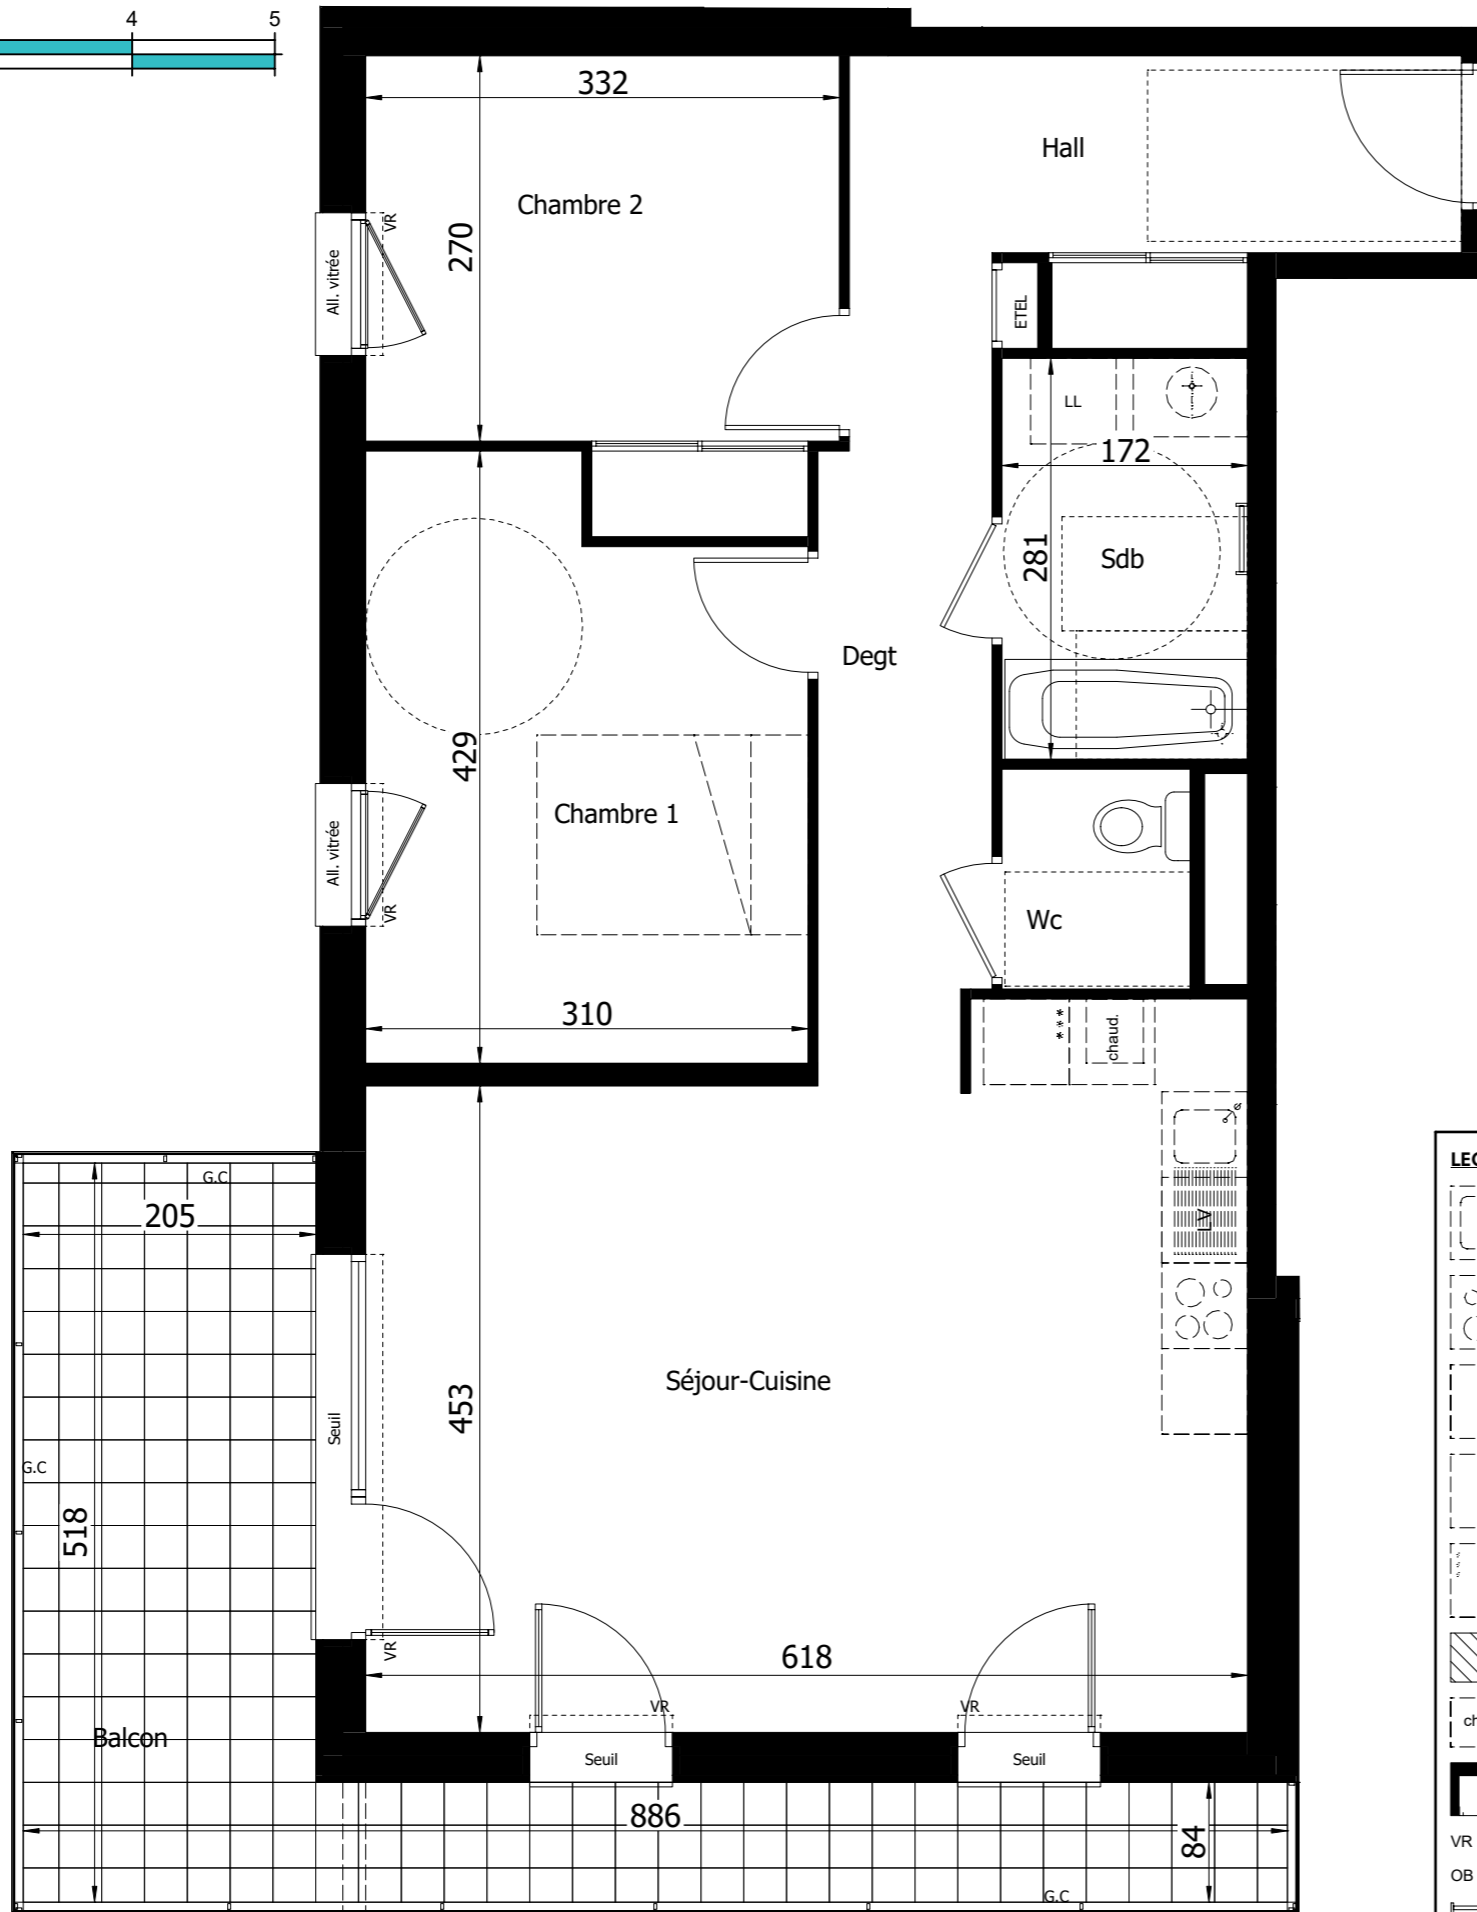 4 5
332
Hall
Chambre 2
VR
270
All. vitrée
ETEL
LL
172
281
Sdb
Degt
429
Chambre 1
All. vitrée
VR
Wc
310
***
chaud.
G.C
205
LV
Séjour-Cuisine
453
Seuil
G.C
518
VR
618
VR
VR
Balcon
Seuil
Seuil
886
84
G.C
VR
OB